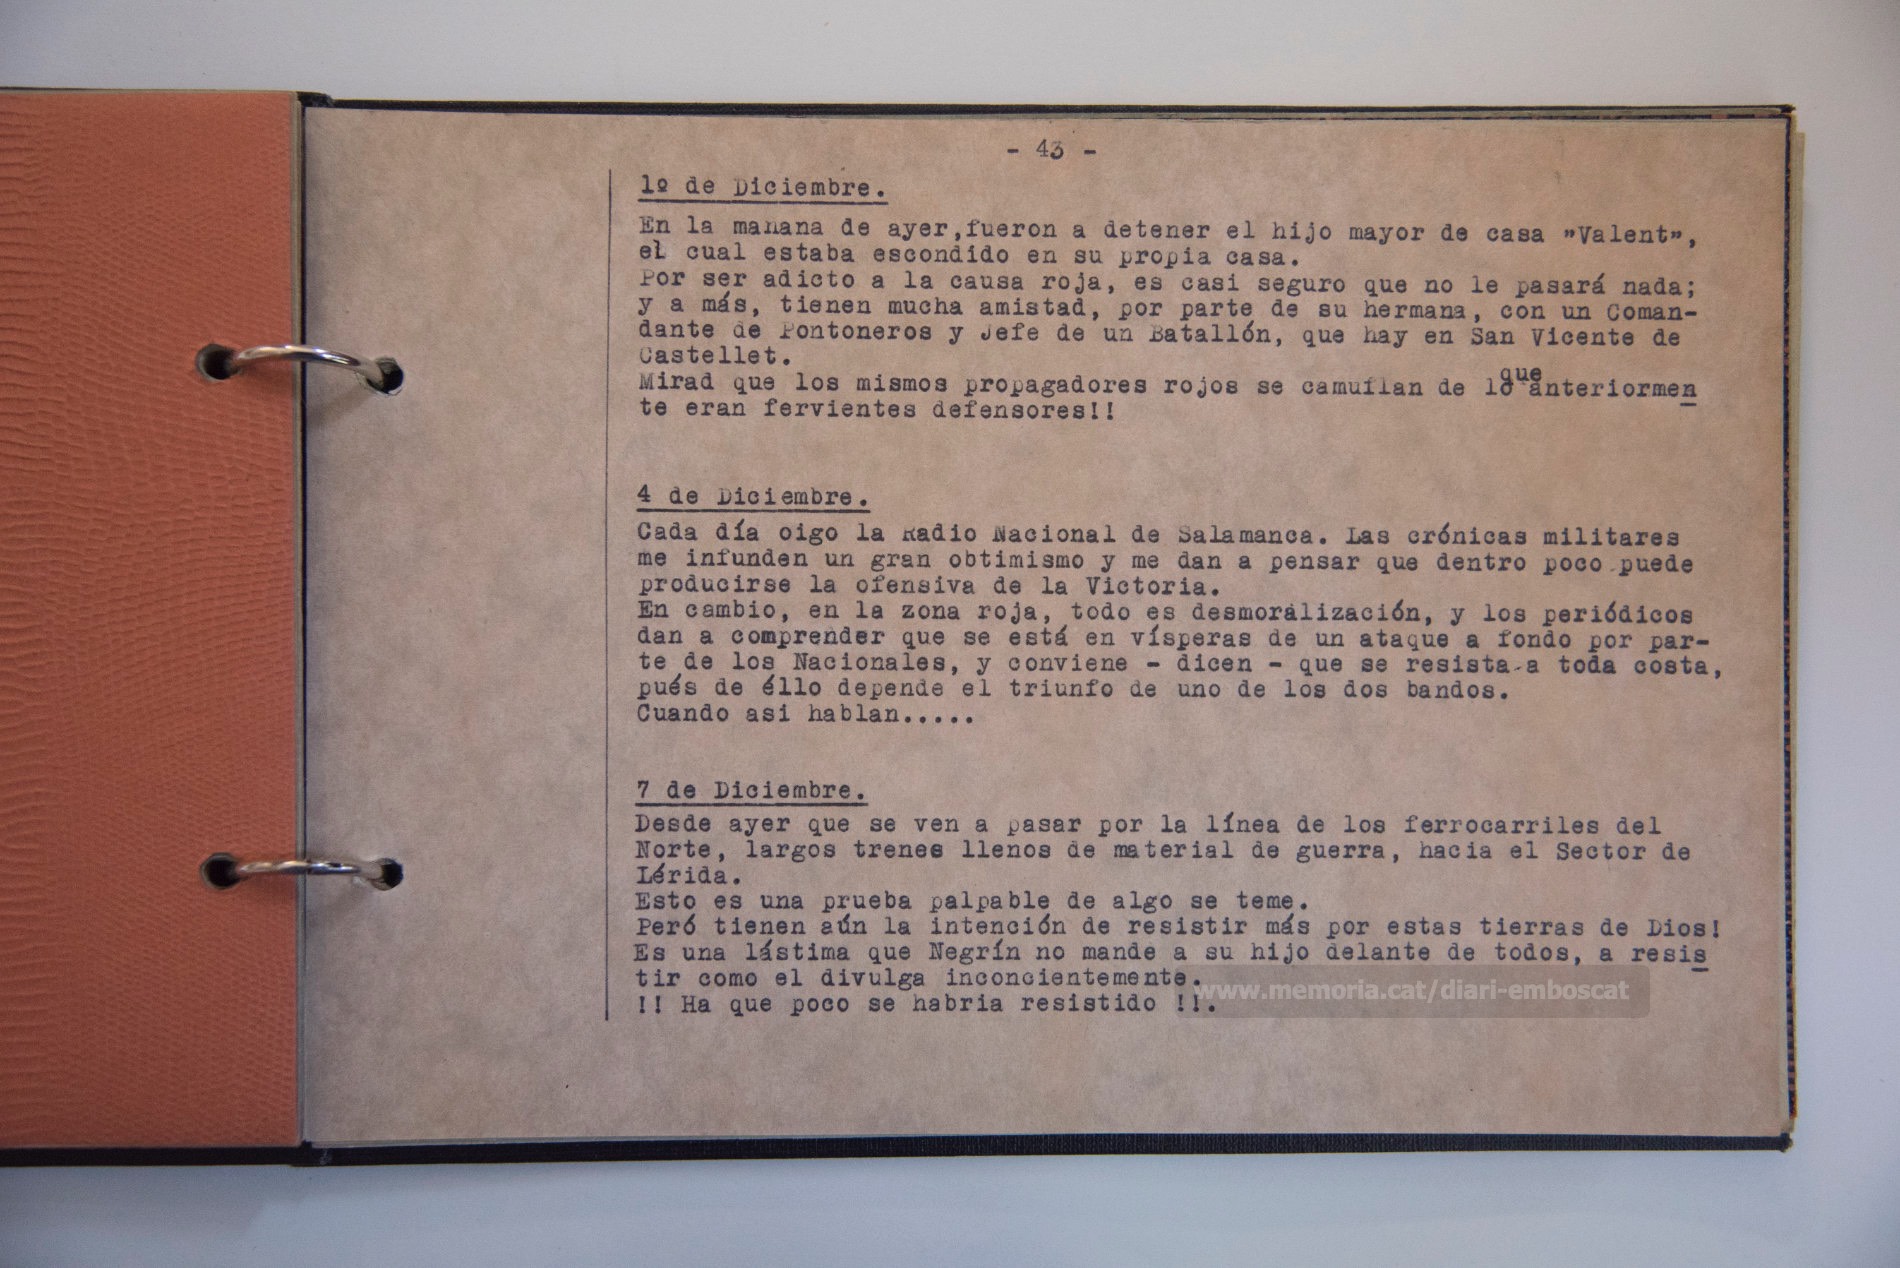 - 43 -
1º de Diciembre.
En la mañana de ayer,fueron a detener el hijo mayor de casa "Valent",
el cual estaba escondido en su propia casa.
Por ser adicto a la causa roja, es casi seguro que no le pasará nada;
y a más, tienen mucha amistad, por parte de su hermana, con un Coman-
dante de Pontoneros y Jefe de un Batallón, que hay en San Vicente de
Castellet.
Mirad que los mismos propagadores rojos se camuflan de lo que anteriormen
te eran fervientes defensores!!
4 de Diciembre.
Cada día oigo la Radio Nacional de Salamanca. Las crónicas militares
me infunden un gran obtimismo y me dan a pensar que dentro poco puede
producirse la ofensiva de la Victoria.
En cambio, en la zona roja, todo es desmoralización, y los periódicos
dan a comprender que se está en vísperas de un ataque a fondo por par-
te de los Nacionales, y conviene - dicen - que se resista a toda costa,
pués de éllo depende el triunfo de uno de los dos bandos.
Cuando asi hablan.....
7 de Diciembre.
Desde ayer que se ven a pasar por la línea de los ferrocarriles del
Norte, largos trenes llenos de material de guerra, hacia el Sector de
Lérida.
Esto es una prueba palpable de algo se teme.
Peró tienen aún la intención de resistir más por estas tierras de Dios!
Es una lástima que Negrín no mande a su hijo delante de todos, a resis
tir como el divulga inconcientemente.
!! Ha que poco se habria resistido !!.
www.memoria.cat/diari-emboscat